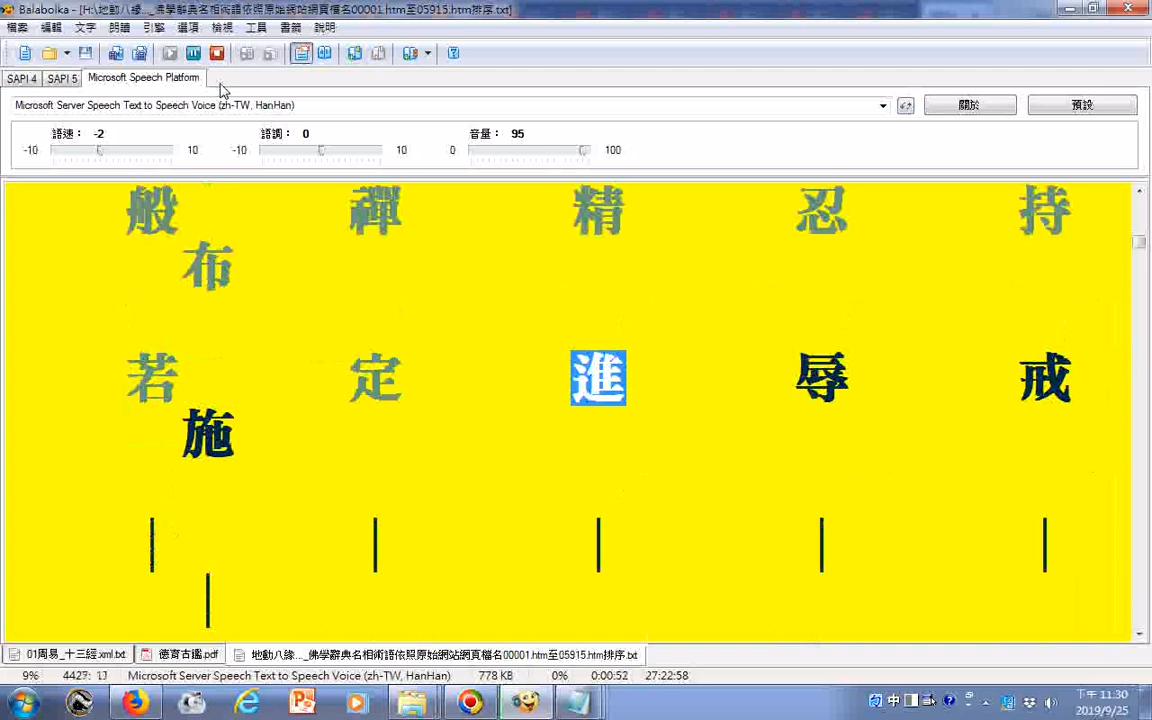 Balabolka - [H:\地動八緣..._佛學辭典名相術語依照原始網站網頁檔名00001.htm至05915.htm排序.txt]
檔案 編輯 文字 朗讀 引擎 選項 檢視 工具 書籤 說明
SAPI 4 SAPI 5 Microsoft Speech Platform
Microsoft Server Speech Text to Speech Voice (zh-TW, HanHan) 關於 預設
語速： -2 語調： 0 音量： 95
-10 10 -10 10 0 100
般 禪 精 忍 持
布
若 定 進 辱 戒
施
01周易_十三經.xml.txt 德育古鑑.pdf 地動八緣..._佛學辭典名相術語依照原始網站網頁檔名00001.htm至05915.htm排序.txt
9% 4427: 17 Microsoft Server Speech Text to Speech Voice (zh-TW, HanHan) 778 KB 0% 0:00:52 27:22:58
中 下午 11:30
2019/9/25